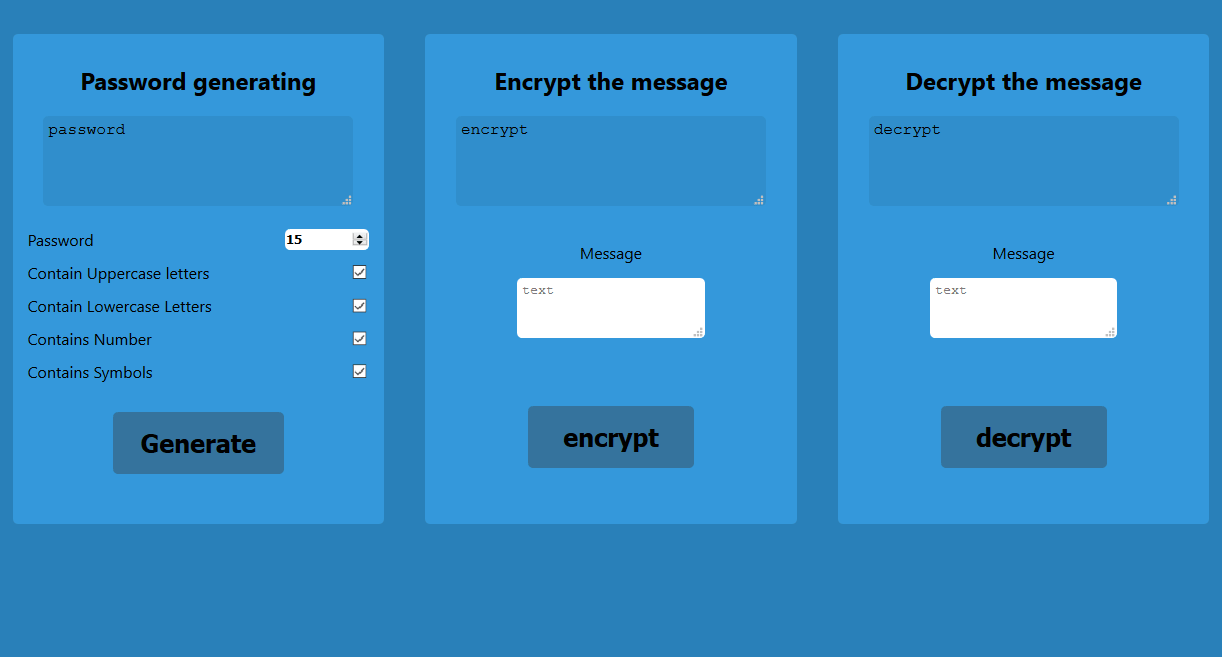 Password generating
password
Password 15
Contain Uppercase letters
Contain Lowercase Letters
Contains Number
Contains Symbols
Generate
Encrypt the message
encrypt
Message
text
encrypt
Decrypt the message
decrypt
Message
text
decrypt